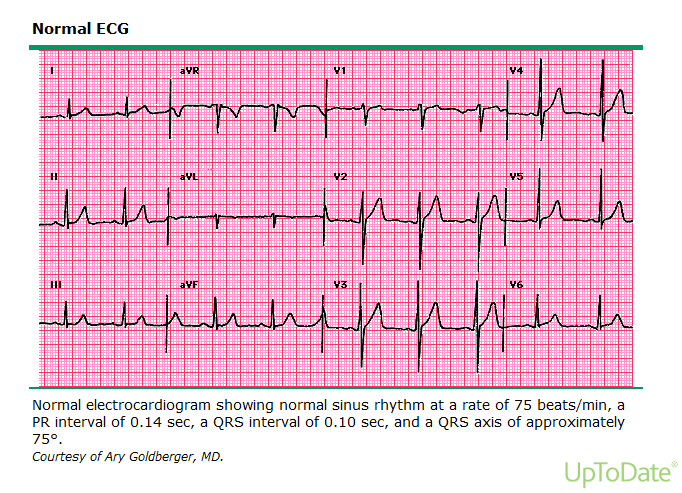 Normal ECG
I aVR V1 V4
II aVL V2 V5
III aVF V3 V6
Normal electrocardiogram showing normal sinus rhythm at a rate of 75 beats/min, a
PR interval of 0.14 sec, a QRS interval of 0.10 sec, and a QRS axis of approximately
75°.
Courtesy of Ary Goldberger, MD.
UpToDate®